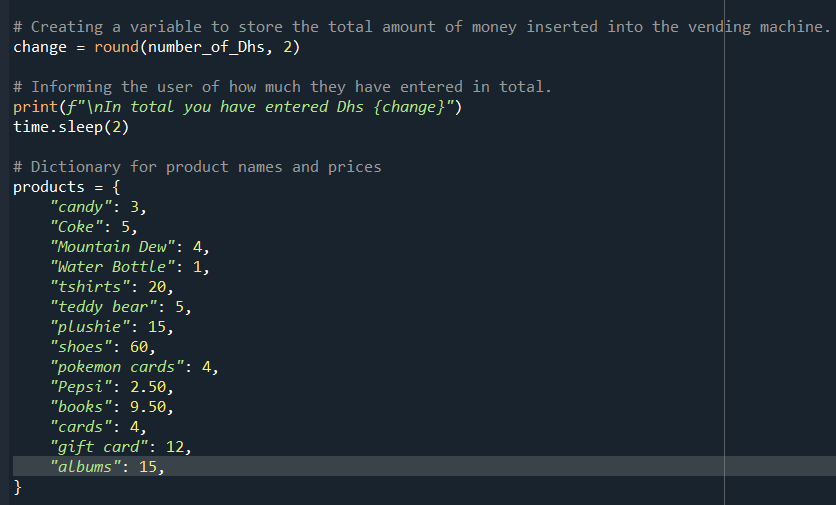 # Creating a variable to store the total amount of money inserted into the vending machine.
change = round(number_of_Dhs, 2)

# Informing the user of how much they have entered in total.
print(f"\nIn total you have entered Dhs {change}")
time.sleep(2)

# Dictionary for product names and prices
products = {
    "candy": 3,
    "Coke": 5,
    "Mountain Dew": 4,
    "Water Bottle": 1,
    "tshirts": 20,
    "teddy bear": 5,
    "plushie": 15,
    "shoes": 60,
    "pokemon cards": 4,
    "Pepsi": 2.50,
    "books": 9.50,
    "cards": 4,
    "gift card": 12,
    "albums": 15,
}